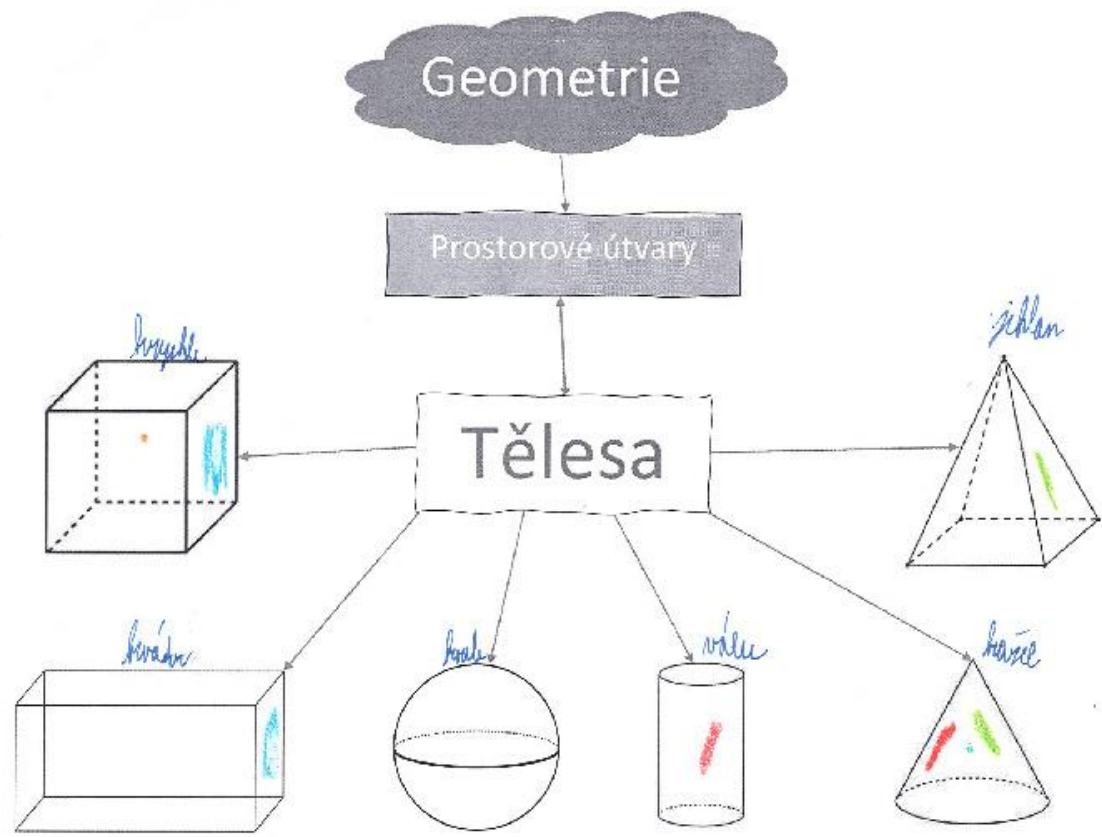 Geometrie
Prostorové útvary
krychle
jehlan
Tělesa
kvádr
koule
válec
kužel